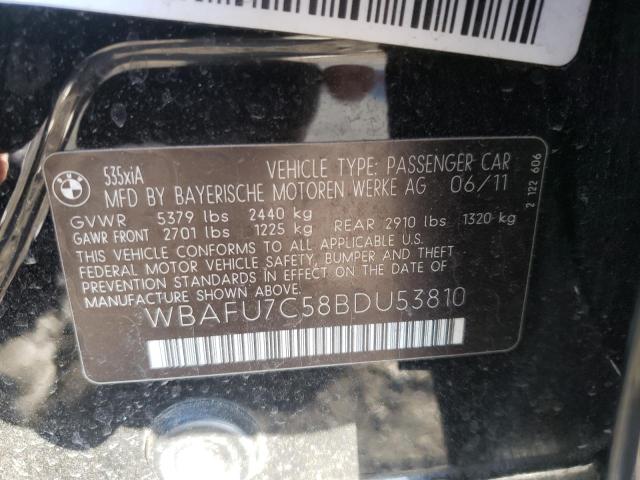 BMW
535xiA
VEHICLE TYPE: PASSENGER CAR
MFD BY BAYERISCHE MOTOREN WERKE AG 06/11
GVWR 5379 lbs 2440 kg
GAWR FRONT 2701 lbs 1225 kg REAR 2910 lbs 1320 kg
THIS VEHICLE CONFORMS TO ALL APPLICABLE U.S.
FEDERAL MOTOR VEHICLE SAFETY, BUMPER AND THEFT
PREVENTION STANDARDS IN EFFECT ON THE DATE OF
MANUFACTURE SHOWN ABOVE.
WBAFU7C58BDU53810
2 122 606